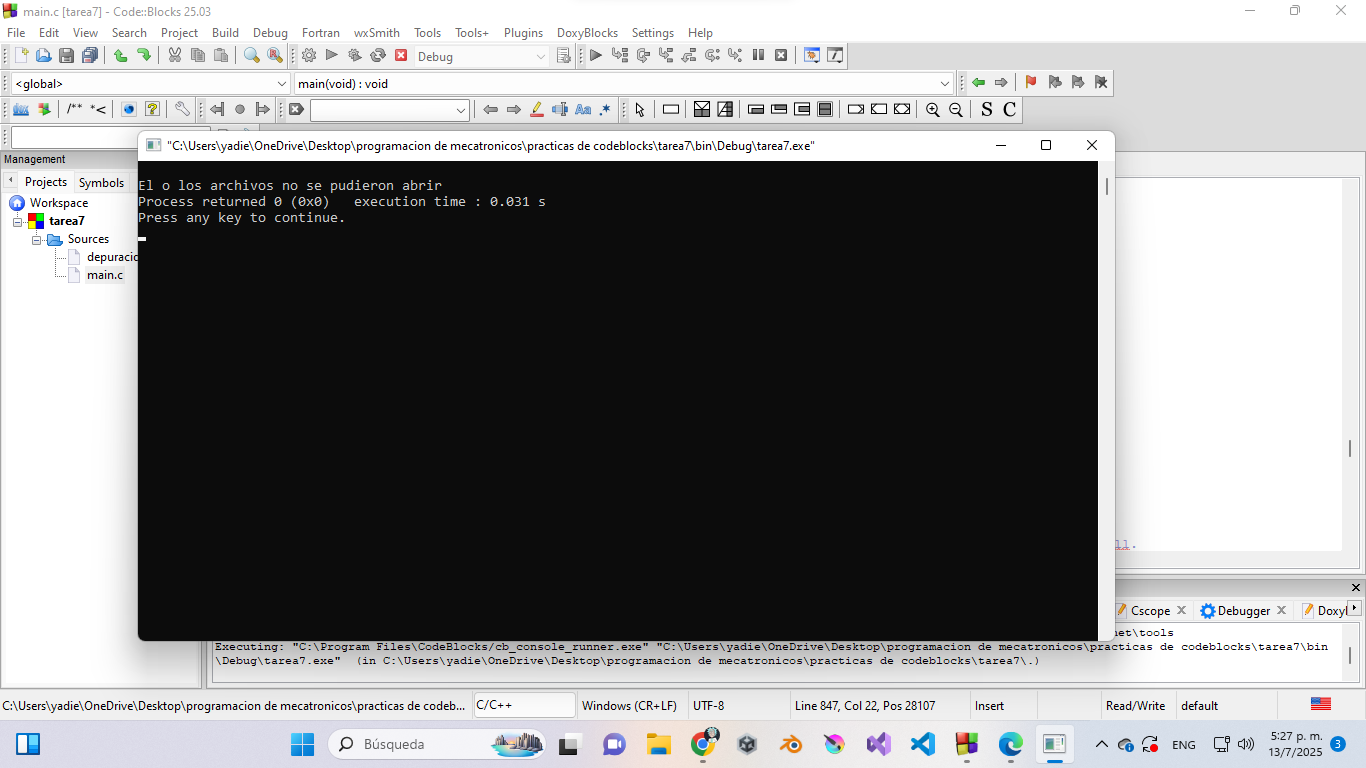 main.c [tarea7] - Code::Blocks 25.03
File Edit View Search Project Build Debug Fortran wxSmith Tools Tools+ Plugins DoxyBlocks Settings Help
Debug
<global> main(void) : void
/** *< Aa .* S C
Management
Projects Symbols
Workspace
tarea7
Sources
depuracio
main.c
"C:\Users\yadie\OneDrive\Desktop\programacion de mecatronicos\practicas de codeblocks\tarea7\bin\Debug\tarea7.exe"
El o los archivos no se pudieron abrir
Process returned 0 (0x0)   execution time : 0.031 s
Press any key to continue.
ll.
Cscope Debugger Doxyl
net\tools
Executing: "C:\Program Files\CodeBlocks/cb_console_runner.exe" "C:\Users\yadie\OneDrive\Desktop\programacion de mecatronicos\practicas de codeblocks\tarea7\bin
\Debug\tarea7.exe"  (in C:\Users\yadie\OneDrive\Desktop\programacion de mecatronicos\practicas de codeblocks\tarea7\.)
C:\Users\yadie\OneDrive\Desktop\programacion de mecatronicos\practicas de codeb... C/C++ Windows (CR+LF) UTF-8 Line 847, Col 22, Pos 28107 Insert Read/Write default
Búsqueda
ENG
5:27 p. m.
13/7/2025
3